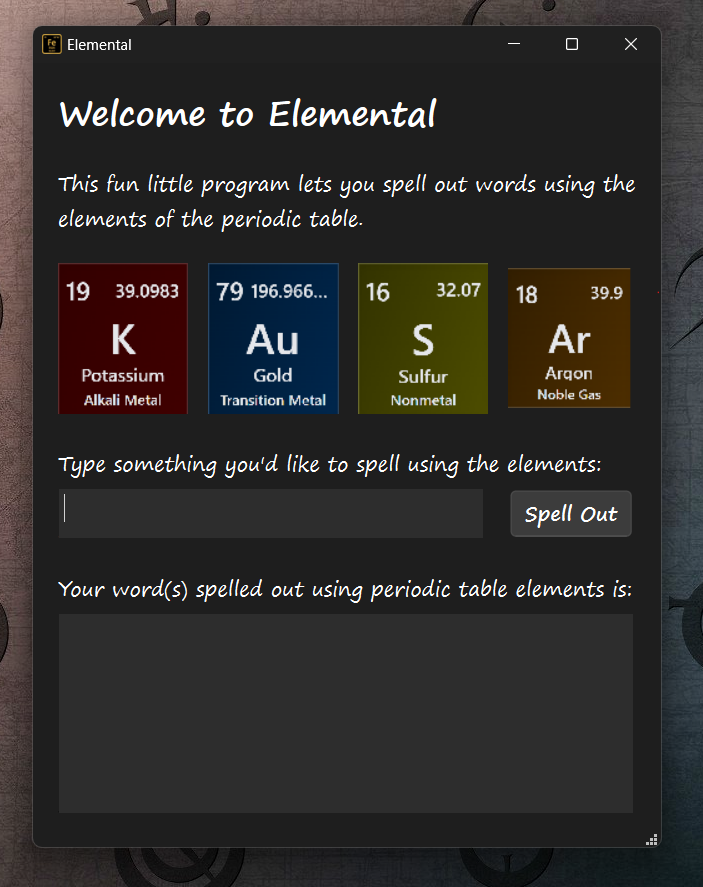 Fe
Elemental
Welcome to Elemental
This fun little program lets you spell out words using the
elements of the periodic table.
19 39.0983
K
Potassium
Alkali Metal
79 196.966...
Au
Gold
Transition Metal
16 32.07
S
Sulfur
Nonmetal
18 39.9
Ar
Argon
Noble Gas
Type something you'd like to spell using the elements:
Spell Out
Your word(s) spelled out using periodic table elements is: